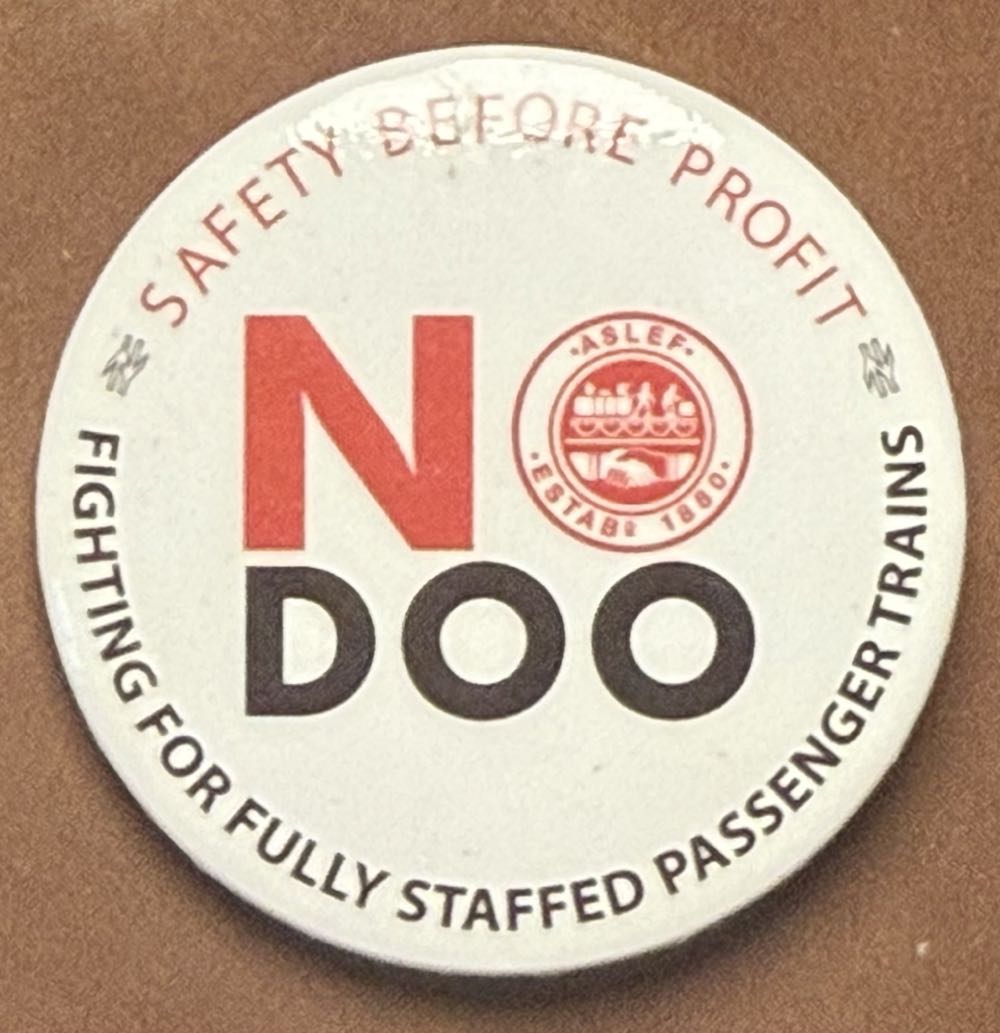 SAFETY BEFORE PROFIT
NO
·ASLEF·
·ESTABD 1880·
DOO
FIGHTING FOR FULLY STAFFED PASSENGER TRAINS